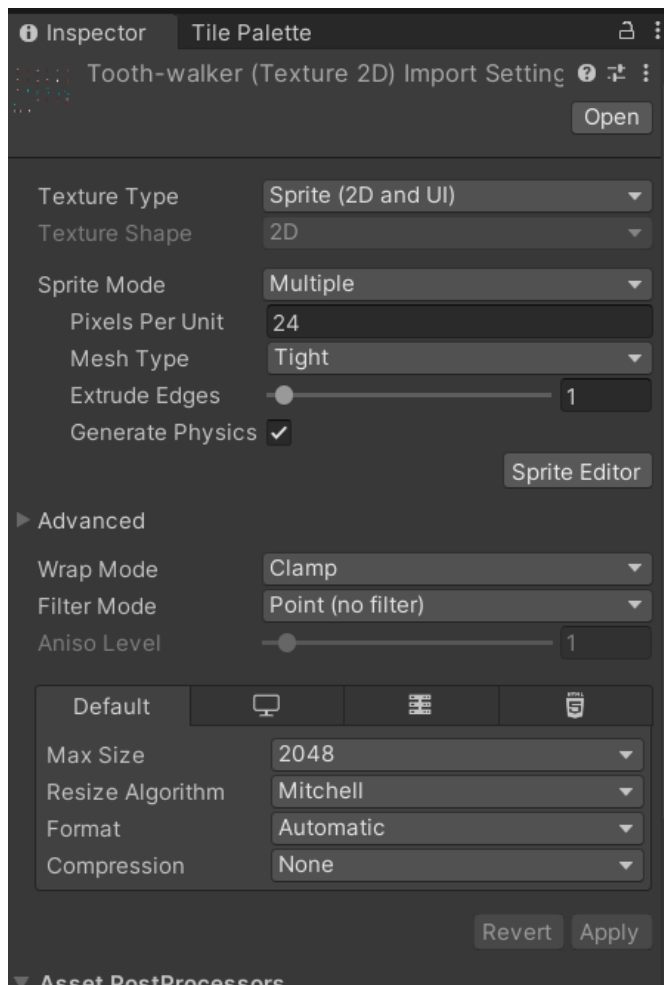 Inspector Tile Palette
Tooth-walker (Texture 2D) Import Setting
Open
Texture Type Sprite (2D and UI)
Texture Shape 2D
Sprite Mode Multiple
Pixels Per Unit 24
Mesh Type Tight
Extrude Edges 1
Generate Physics
Sprite Editor
Advanced
Wrap Mode Clamp
Filter Mode Point (no filter)
Aniso Level 1
Default
Max Size 2048
Resize Algorithm Mitchell
Format Automatic
Compression None
Revert Apply
Asset PostProcessors